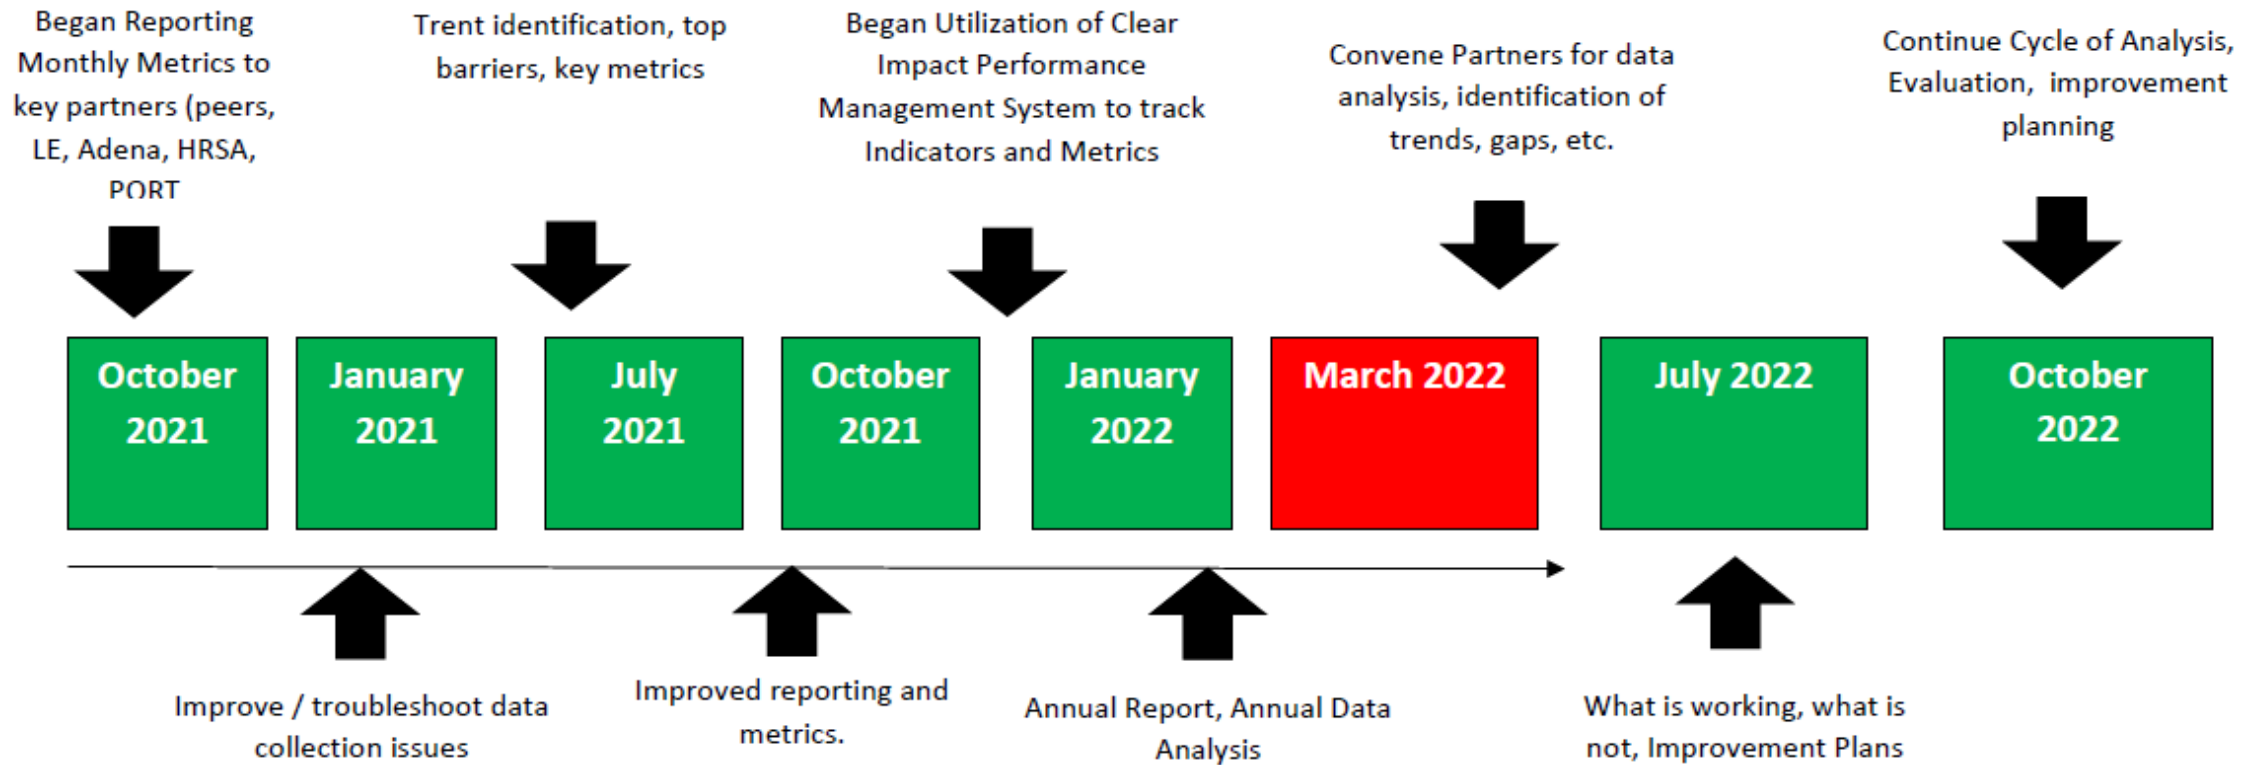 Began Reporting
Monthly Metrics to
key partners (peers,
LE, Adena, HRSA,
PORT
Trent identification, top
barriers, key metrics
Began Utilization of Clear
Impact Performance
Management System to track
Indicators and Metrics
Convene Partners for data
analysis, identification of
trends, gaps, etc.
Continue Cycle of Analysis,
Evaluation, improvement
planning
October
2021
January
2021
July
2021
October
2021
January
2022
March 2022
July 2022
October
2022
Improve / troubleshoot data
collection issues
Improved reporting and
metrics.
Annual Report, Annual Data
Analysis
What is working, what is
not, Improvement Plans